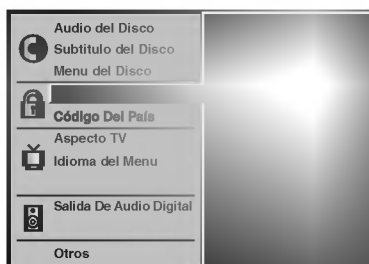 Audio del Disco
Subtitulo del Disco
Menu del Disco
Código Del País
Aspecto TV
Idioma del Menu
Salida De Audio Digital
Otros